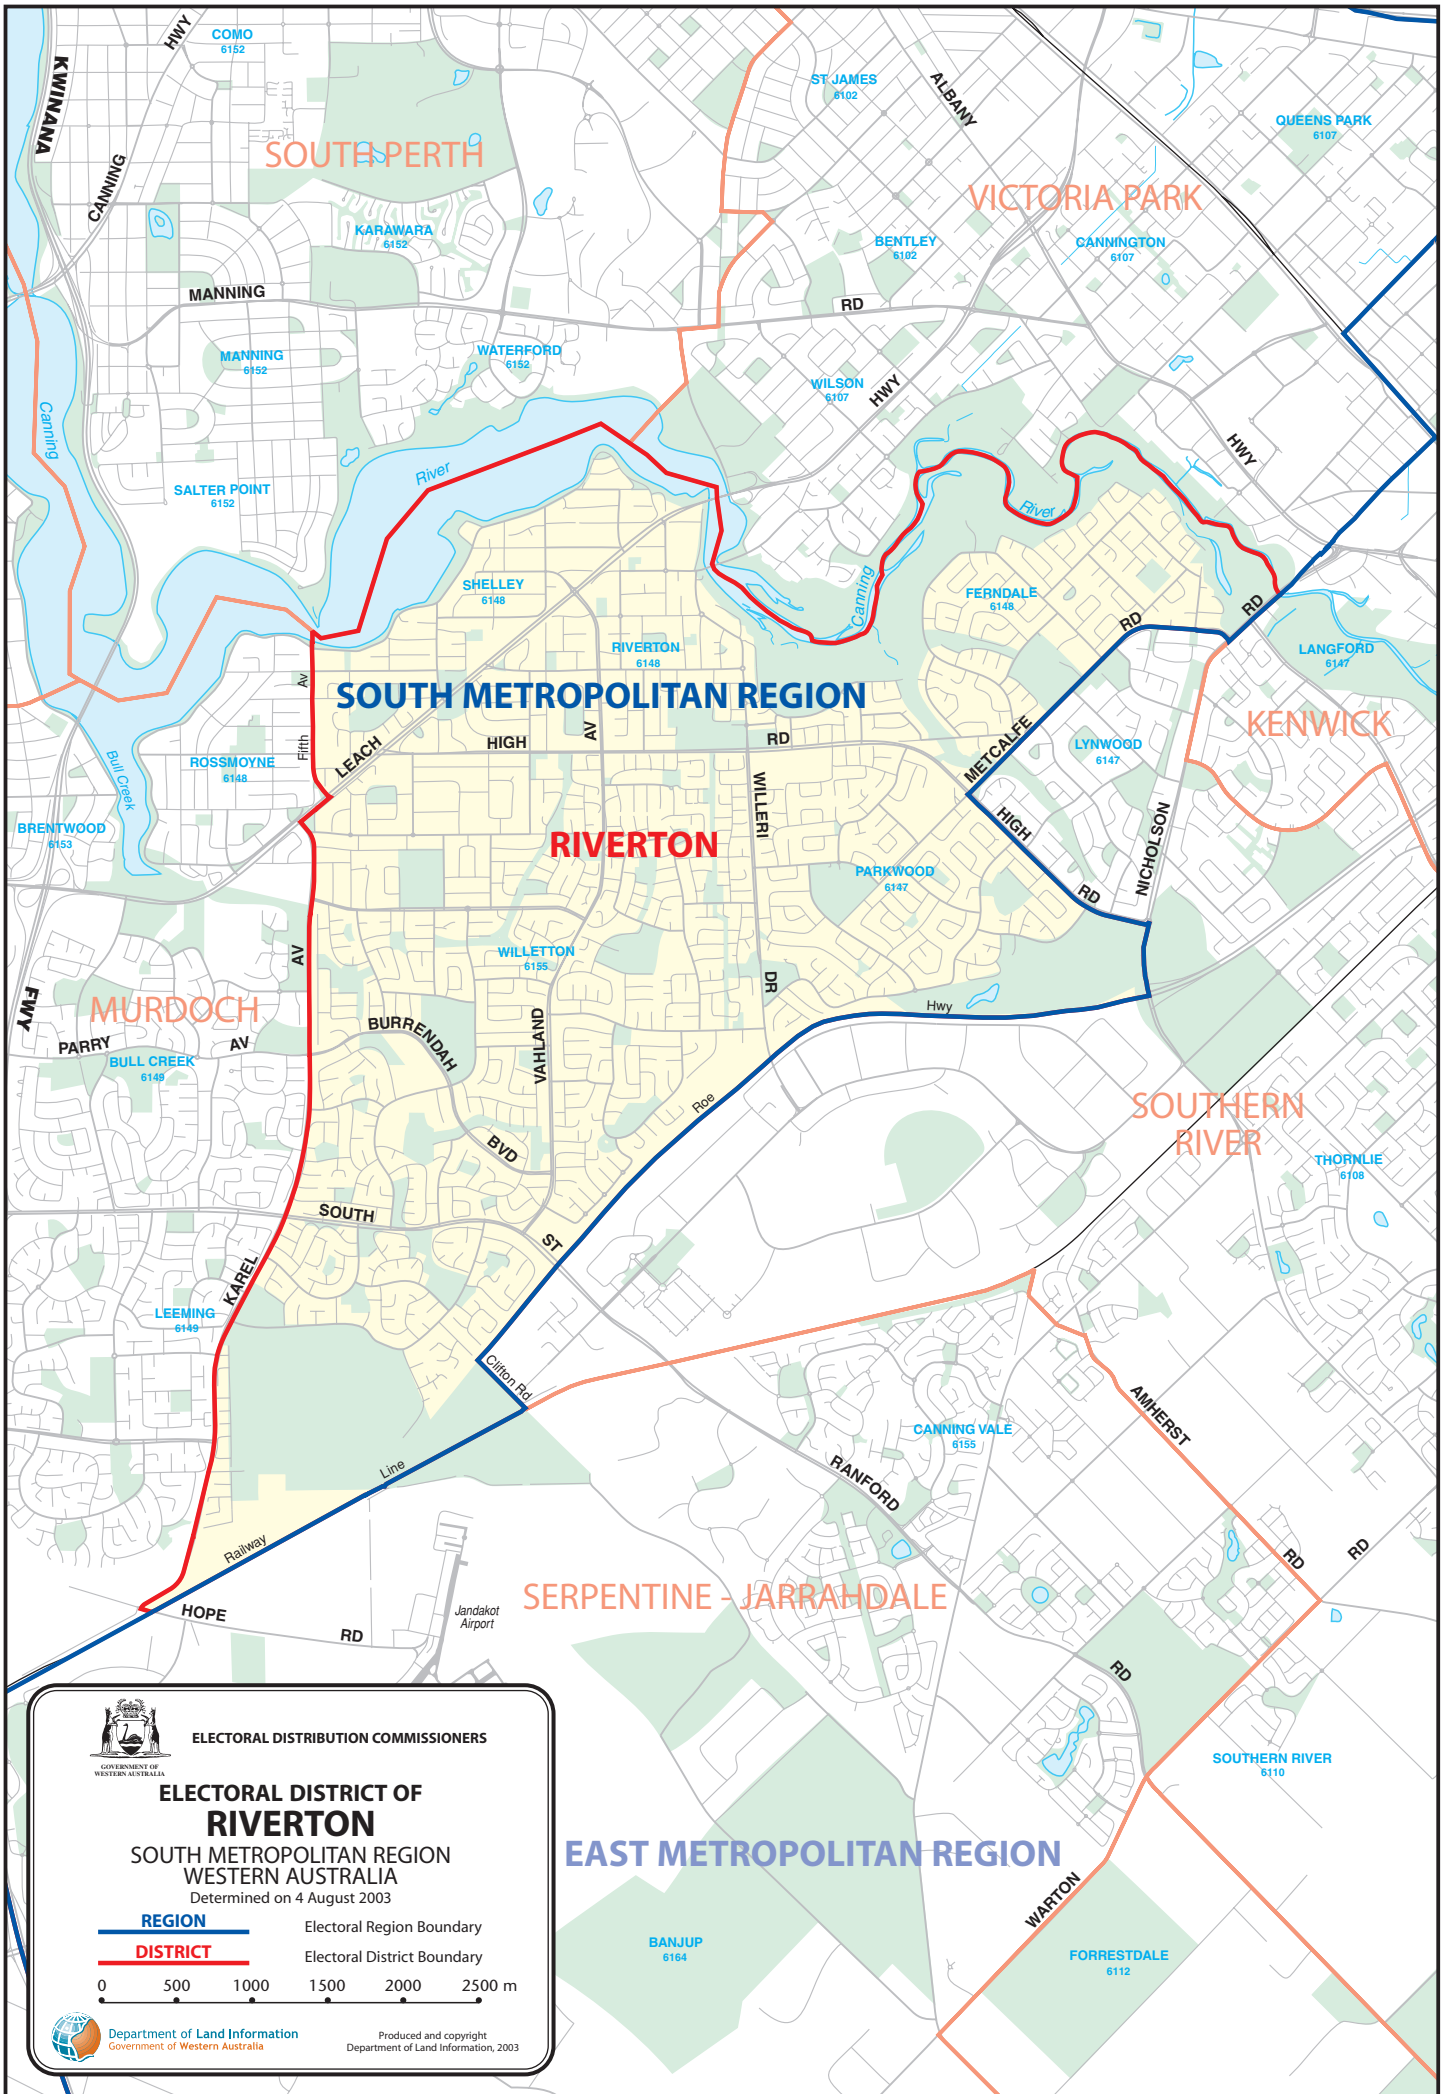 COMO
6152
HWY
KWINANA
ST JAMES
6102
ALBANY
QUEENS PARK
6107
SOUTH PERTH
CANNING
VICTORIA PARK
KARAWARA
6152
BENTLEY
6102
CANNINGTON
6107
MANNING
RD
MANNING
6152
WATERFORD
6152
WILSON
6107
HWY
Canning
River
HWY
SALTER POINT
6152
River
SHELLEY
6148
Canning
FERNDALE
6148
RD
RD
RIVERTON
6148
LANGFORD
6147
Av
SOUTH METROPOLITAN REGION
KENWICK
AV
Fifth
LEACH
HIGH
RD
METCALFE
LYNWOOD
6147
ROSSMOYNE
6148
Bull Creek
WILLERI
HIGH
NICHOLSON
BRENTWOOD
6153
RIVERTON
PARKWOOD
6147
RD
AV
WILLETTON
6155
DR
FWY
MURDOCH
Hwy
BURRENDAH
VAHLAND
PARRY
AV
BULL CREEK
6149
Roe
SOUTHERN
RIVER
BVD
THORNLIE
6108
SOUTH
ST
KAREL
LEEMING
6149
Clifton Rd
AMHERST
CANNING VALE
6155
Line
RANFORD
Railway
RD
RD
SERPENTINE - JARRAHDALE
HOPE
RD
Jandakot
Airport
RD
GOVERNMENT OF
WESTERN AUSTRALIA
ELECTORAL DISTRIBUTION COMMISSIONERS
SOUTHERN RIVER
6110
ELECTORAL DISTRICT OF
RIVERTON
SOUTH METROPOLITAN REGION
WESTERN AUSTRALIA
Determined on 4 August 2003
EAST METROPOLITAN REGION
WARTON
REGION Electoral Region Boundary
DISTRICT Electoral District Boundary
BANJUP
6164
FORRESTDALE
6112
0 500 1000 1500 2000 2500 m
Department of Land Information
Government of Western Australia
Produced and copyright
Department of Land Information, 2003